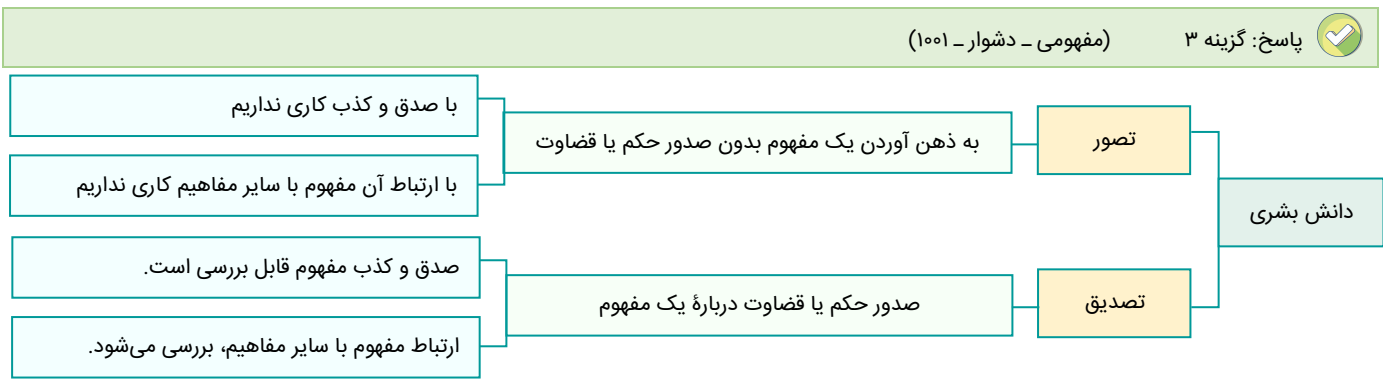 پاسخ: گزینه ۳ (مفهومی ـ دشوار ـ ۱۰۰۱)
دانش بشری
تصور
به ذهن آوردن یک مفهوم بدون صدور حکم یا قضاوت
با صدق و کذب کاری نداریم
با ارتباط آن مفهوم با سایر مفاهیم کاری نداریم
تصدیق
صدور حکم یا قضاوت دربارهٔ یک مفهوم
صدق و کذب مفهوم قابل بررسی است.
ارتباط مفهوم با سایر مفاهیم، بررسی می‌شود.